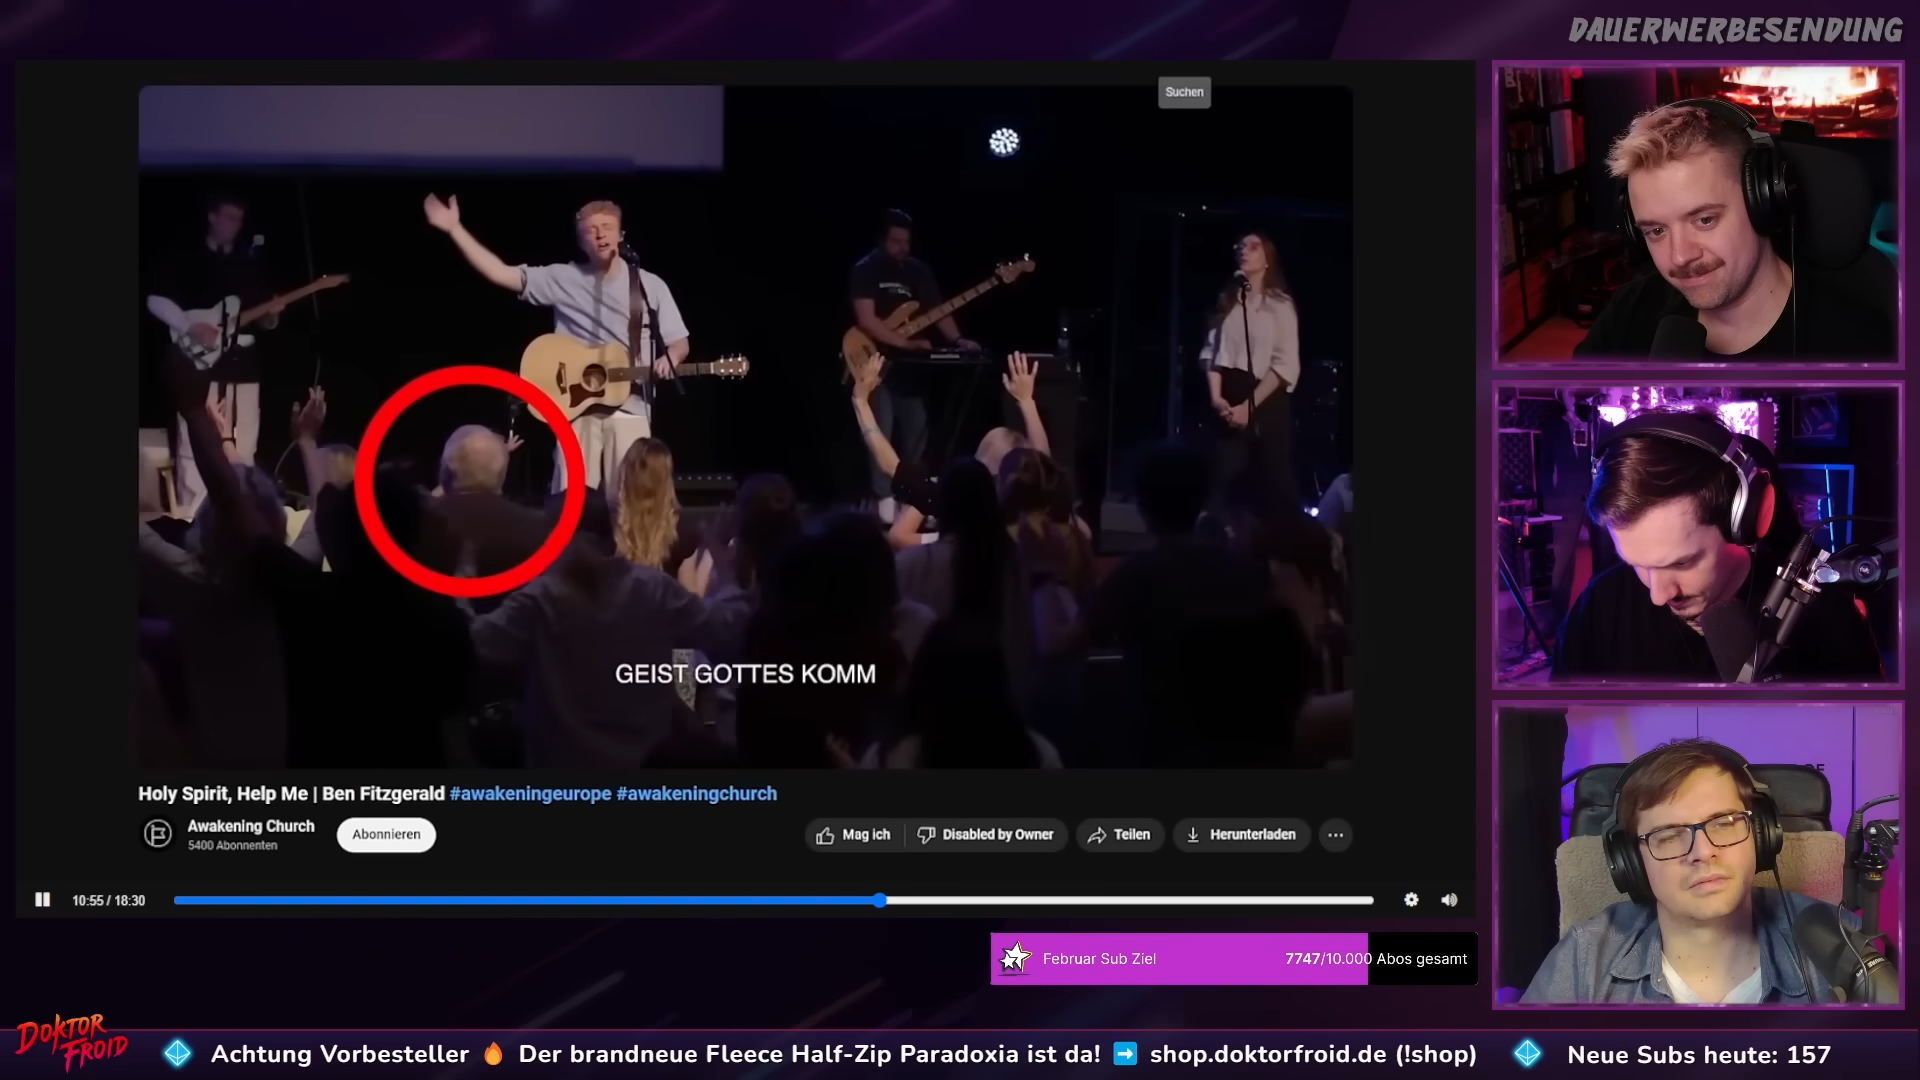 DAUERWERBESENDUNG
Suchen
GEIST GOTTES KOMM
Holy Spirit, Help Me | Ben Fitzgerald #awakeningeurope #awakeningchurch
Awakening Church
5400 Abonnenten
Abonnieren
Mag ich
Disabled by Owner
Teilen
Herunterladen
10:55 / 18:30
Februar Sub Ziel
7747/10.000 Abos gesamt
DOKTOR
FROID
Achtung Vorbesteller 🔥 Der brandneue Fleece Half-Zip Paradoxia ist da! ➡️ shop.doktorfroid.de (!shop)
Neue Subs heute: 157